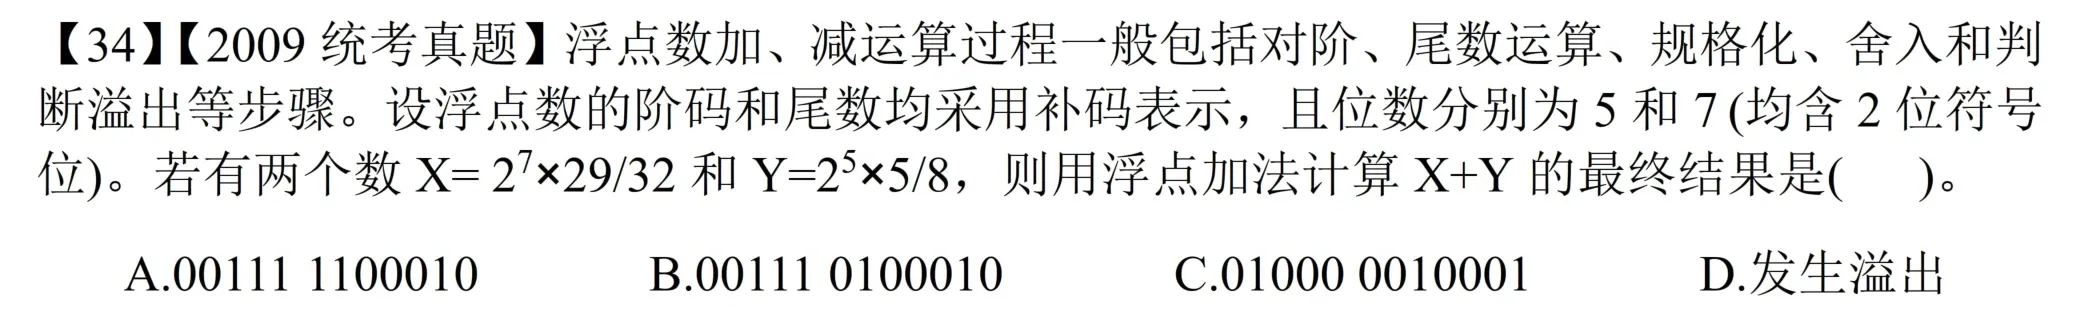 【34】【2009 统考真题】浮点数加、减运算过程一般包括对阶、尾数运算、规格化、舍入和判
断溢出等步骤。设浮点数的阶码和尾数均采用补码表示，且位数分别为 5 和 7 (均含 2 位符号
位)。若有两个数 X= 2⁷×29/32 和 Y=2⁵×5/8，则用浮点加法计算 X+Y 的最终结果是(　　)。
A.00111 1100010　B.00111 0100010　C.01000 0010001　D.发生溢出